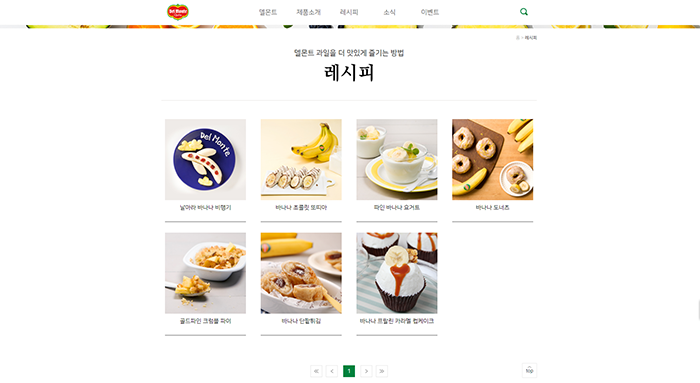 Del Monte
델몬트 제품소개 레시피 소식 이벤트
레시피
델몬트 과일을 더 맛있게 즐기는 방법
레시피
Del Monte
날아라 바나나 비행기
바나나 초콜릿 또띠아
파인 바나나 요거트
바나나 도너츠
골드파인 크럼블 파이
바나나 단팥튀김
바나나 프랄린 카라멜 컵케이크
1
top